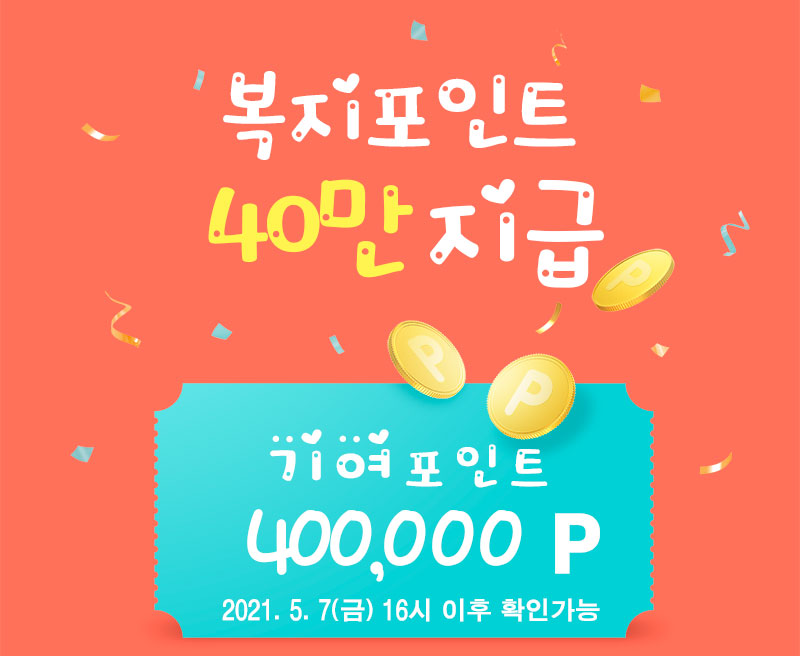 복지포인트
40만 지급
P
P
P
기여포인트
400,000 P
2021. 5. 7(금) 16시 이후 확인가능